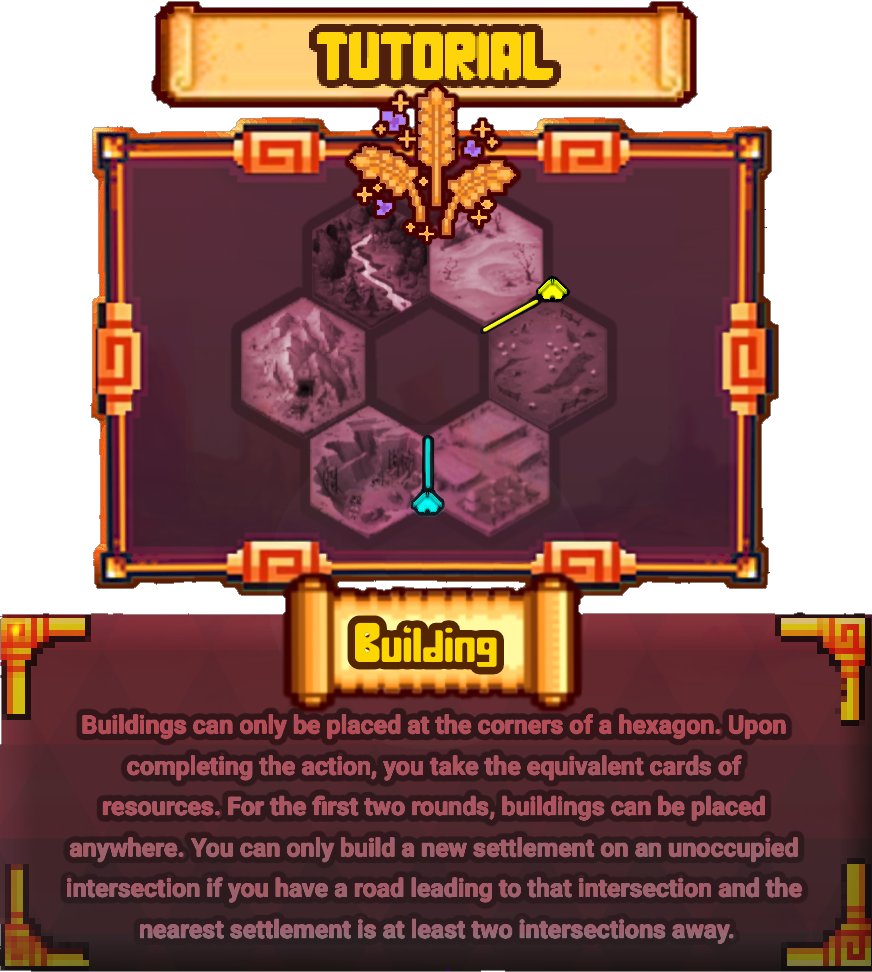 TUTORIAL
Building
Buildings can only be placed at the corners of a hexagon. Upon
completing the action, you take the equivalent cards of
resources. For the first two rounds, buildings can be placed
anywhere. You can only build a new settlement on an unoccupied
intersection if you have a road leading to that intersection and the
nearest settlement is at least two intersections away.